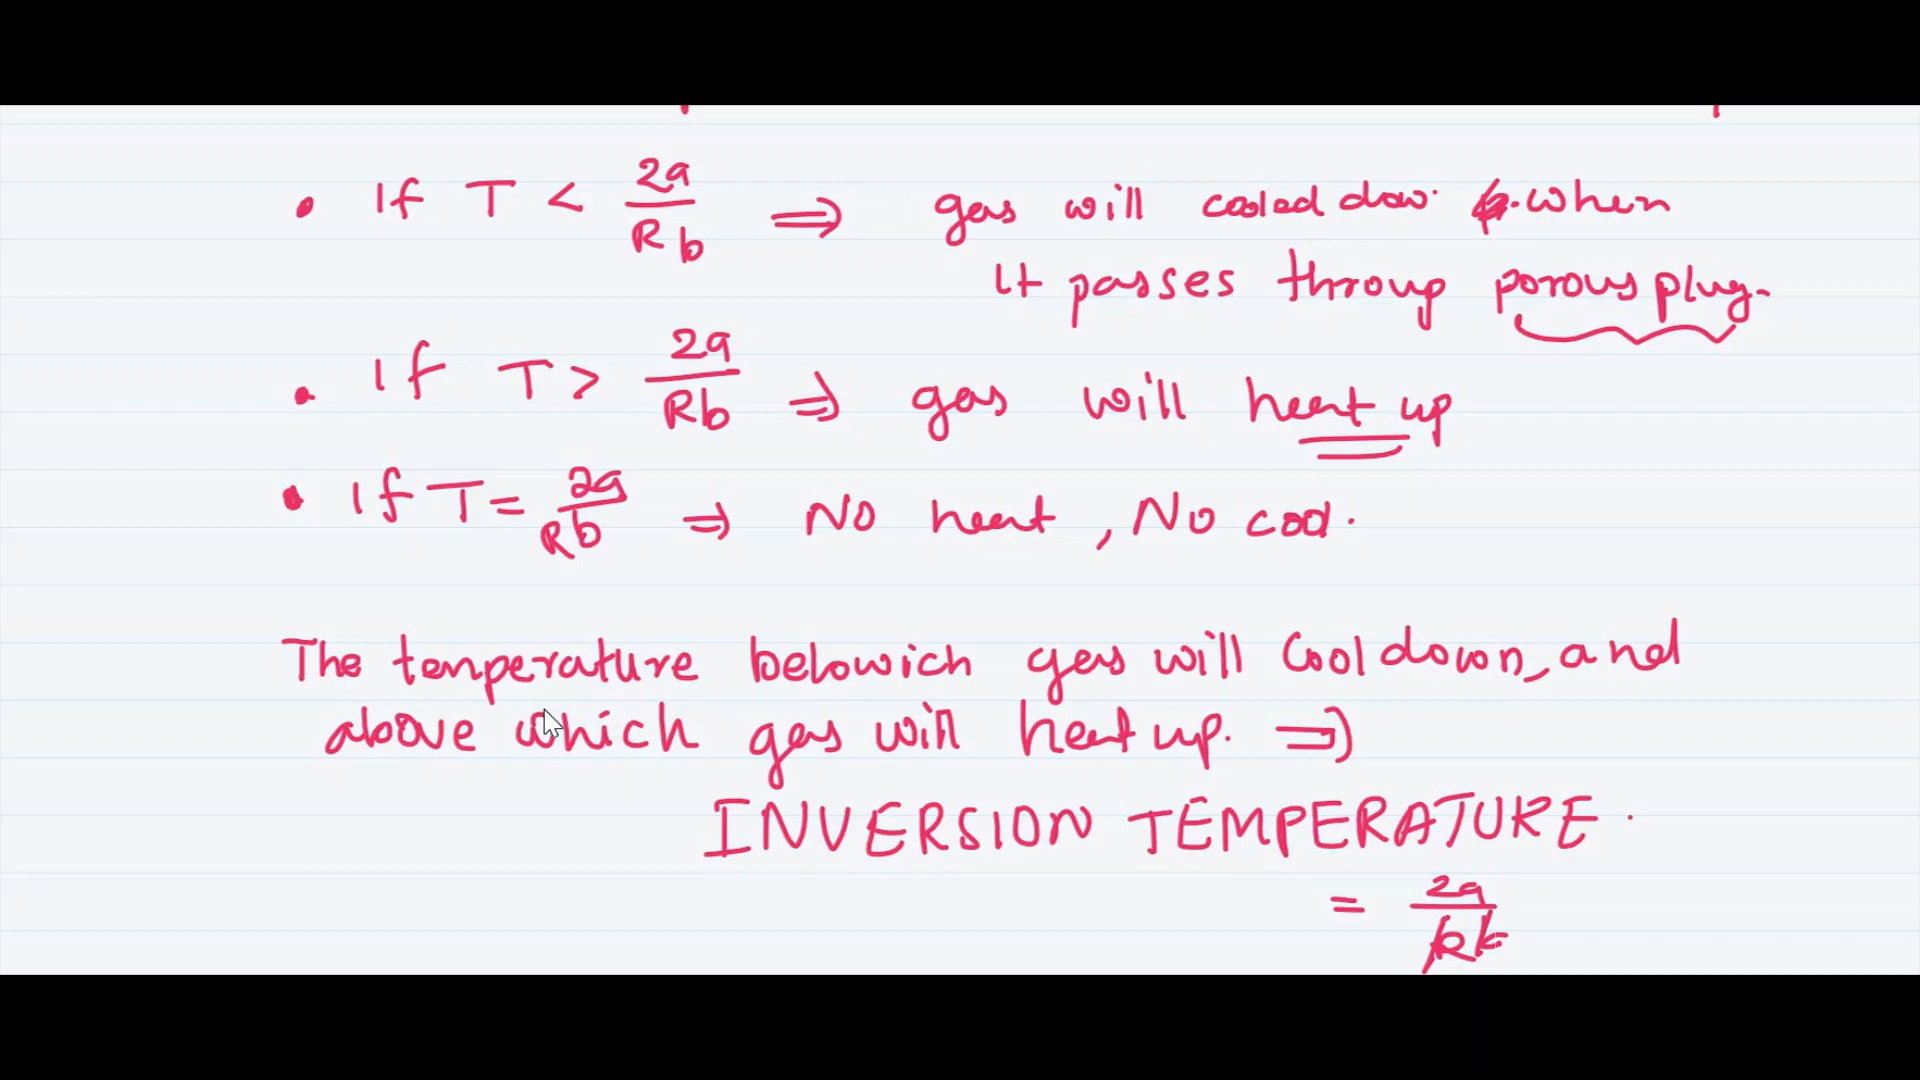 • If T < 2a/Rb ⇒ gas will cooled dow. when
It passes throup porous plug.
• If T > 2a/Rb ⇒ gas will heat up
• If T = 2a/Rb ⇒ No heat, No cool.
The temperature belowich gas will Cool down, and
above which gas will heat up. ⇒
INVERSION TEMPERATURE.
= 2a/